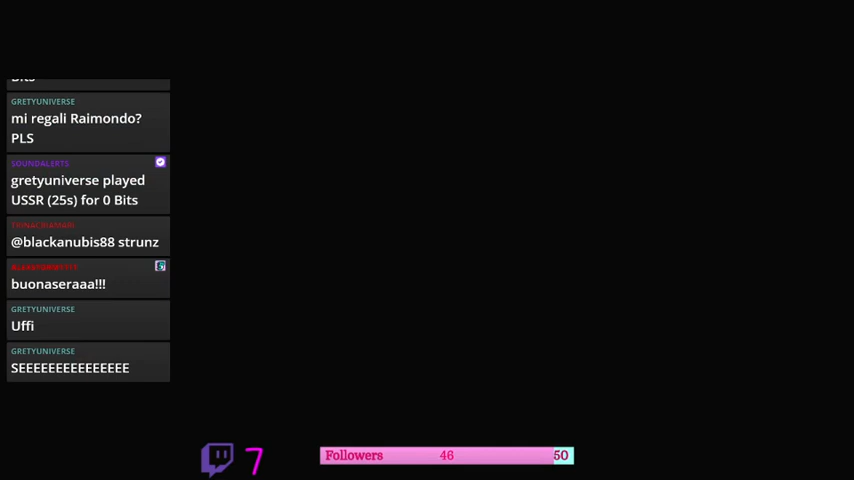 Bits
GRETYUNIVERSE
mi regali Raimondo?
PLS
SOUNDALERTS
gretyuniverse played
USSR (25s) for 0 Bits
@blackanubis88 strunz
buonaseraaa!!!
GRETYUNIVERSE
Uffi
GRETYUNIVERSE
SEEEEEEEEEEEEEEE
7
Followers 46 50